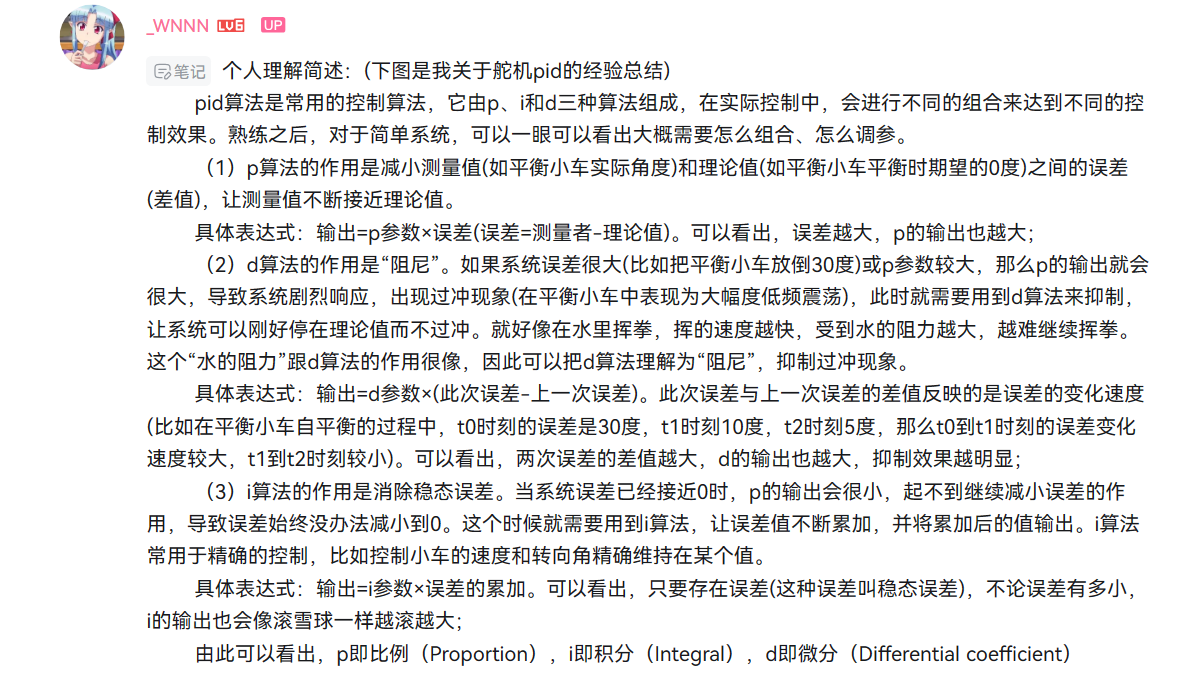 _WNNN LV6 UP
笔记 个人理解简述：(下图是我关于舵机pid的经验总结)
pid算法是常用的控制算法，它由p、i和d三种算法组成，在实际控制中，会进行不同的组合来达到不同的控
制效果。熟练之后，对于简单系统，可以一眼可以看出大概需要怎么组合、怎么调参。
（1）p算法的作用是减小测量值(如平衡小车实际角度)和理论值(如平衡小车平衡时期望的0度)之间的误差
(差值)，让测量值不断接近理论值。
具体表达式：输出=p参数×误差(误差=测量者-理论值)。可以看出，误差越大，p的输出也越大；
（2）d算法的作用是“阻尼”。如果系统误差很大(比如把平衡小车放倒30度)或p参数较大，那么p的输出就会
很大，导致系统剧烈响应，出现过冲现象(在平衡小车中表现为大幅度低频震荡)，此时就需要用到d算法来抑制，
让系统可以刚好停在理论值而不过冲。就好像在水里挥拳，挥的速度越快，受到水的阻力越大，越难继续挥拳。
这个“水的阻力”跟d算法的作用很像，因此可以把d算法理解为“阻尼”，抑制过冲现象。
具体表达式：输出=d参数×(此次误差-上一次误差)。此次误差与上一次误差的差值反映的是误差的变化速度
(比如在平衡小车自平衡的过程中，t0时刻的误差是30度，t1时刻10度，t2时刻5度，那么t0到t1时刻的误差变化
速度较大，t1到t2时刻较小)。可以看出，两次误差的差值越大，d的输出也越大，抑制效果越明显；
（3）i算法的作用是消除稳态误差。当系统误差已经接近0时，p的输出会很小，起不到继续减小误差的作
用，导致误差始终没办法减小到0。这个时候就需要用到i算法，让误差值不断累加，并将累加后的值输出。i算法
常用于精确的控制，比如控制小车的速度和转向角精确维持在某个值。
具体表达式：输出=i参数×误差的累加。可以看出，只要存在误差(这种误差叫稳态误差)，不论误差有多小，
i的输出也会像滚雪球一样越滚越大；
由此可以看出，p即比例（Proportion），i即积分（Integral），d即微分（Differential coefficient）